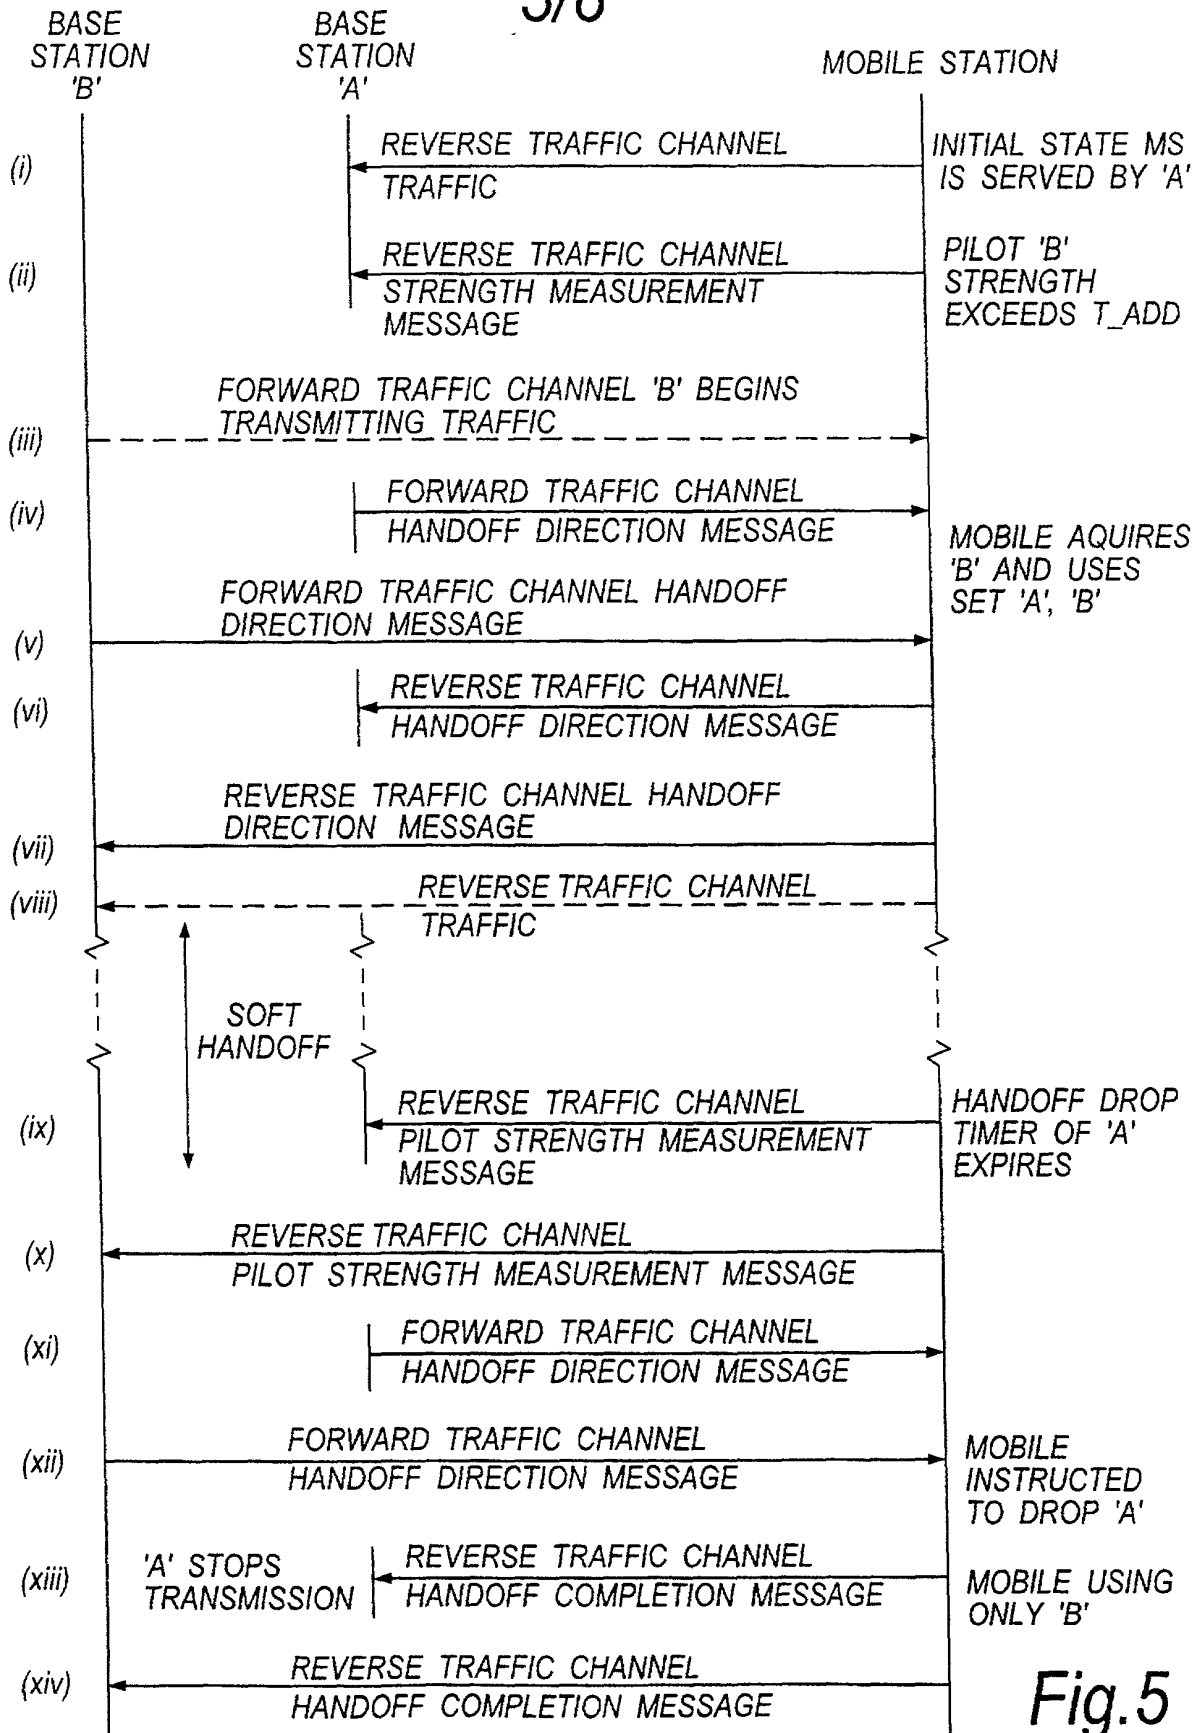 5/6
BASE
STATION
'B'
BASE
STATION
'A'
MOBILE STATION
(i)
REVERSE TRAFFIC CHANNEL
TRAFFIC
INITIAL STATE MS
IS SERVED BY 'A'
(ii)
REVERSE TRAFFIC CHANNEL
STRENGTH MEASUREMENT
MESSAGE
PILOT 'B'
STRENGTH
EXCEEDS T_ADD
(iii)
FORWARD TRAFFIC CHANNEL 'B' BEGINS
TRANSMITTING TRAFFIC
(iv)
FORWARD TRAFFIC CHANNEL
HANDOFF DIRECTION MESSAGE
MOBILE AQUIRES
'B' AND USES
SET 'A', 'B'
(v)
FORWARD TRAFFIC CHANNEL HANDOFF
DIRECTION MESSAGE
(vi)
REVERSE TRAFFIC CHANNEL
HANDOFF DIRECTION MESSAGE
(vii)
REVERSE TRAFFIC CHANNEL HANDOFF
DIRECTION MESSAGE
(viii)
REVERSE TRAFFIC CHANNEL
TRAFFIC
SOFT
HANDOFF
(ix)
REVERSE TRAFFIC CHANNEL
PILOT STRENGTH MEASUREMENT
MESSAGE
HANDOFF DROP
TIMER OF 'A'
EXPIRES
(x)
REVERSE TRAFFIC CHANNEL
PILOT STRENGTH MEASUREMENT MESSAGE
(xi)
FORWARD TRAFFIC CHANNEL
HANDOFF DIRECTION MESSAGE
(xii)
FORWARD TRAFFIC CHANNEL
HANDOFF DIRECTION MESSAGE
MOBILE
INSTRUCTED
TO DROP 'A'
(xiii)
'A' STOPS
TRANSMISSION
REVERSE TRAFFIC CHANNEL
HANDOFF COMPLETION MESSAGE
MOBILE USING
ONLY 'B'
(xiv)
REVERSE TRAFFIC CHANNEL
HANDOFF COMPLETION MESSAGE
Fig.5